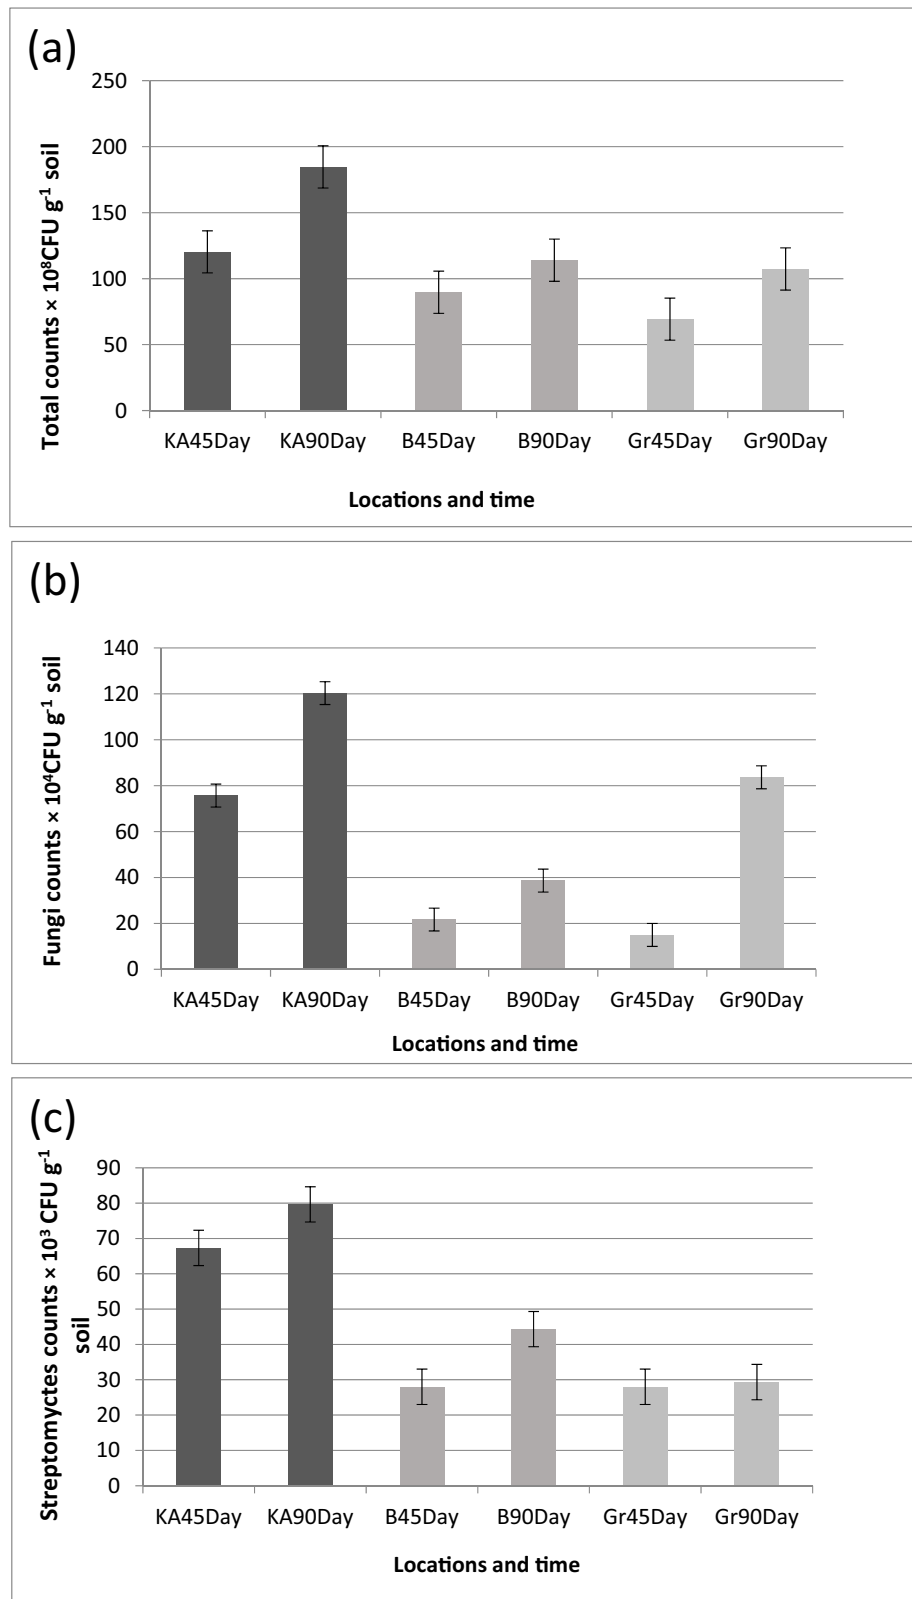 (a)
Total counts × 10⁸CFU g⁻¹ soil
250
200
150
100
50
0
KA45Day KA90Day B45Day B90Day Gr45Day Gr90Day
Locations and time
(b)
Fungi counts × 10⁴CFU g⁻¹ soil
140
120
100
80
60
40
20
0
KA45Day KA90Day B45Day B90Day Gr45Day Gr90Day
Locations and time
(c)
Streptomyctes counts × 10³ CFU g⁻¹
soil
90
80
70
60
50
40
30
20
10
0
KA45Day KA90Day B45Day B90Day Gr45Day Gr90Day
Locations and time